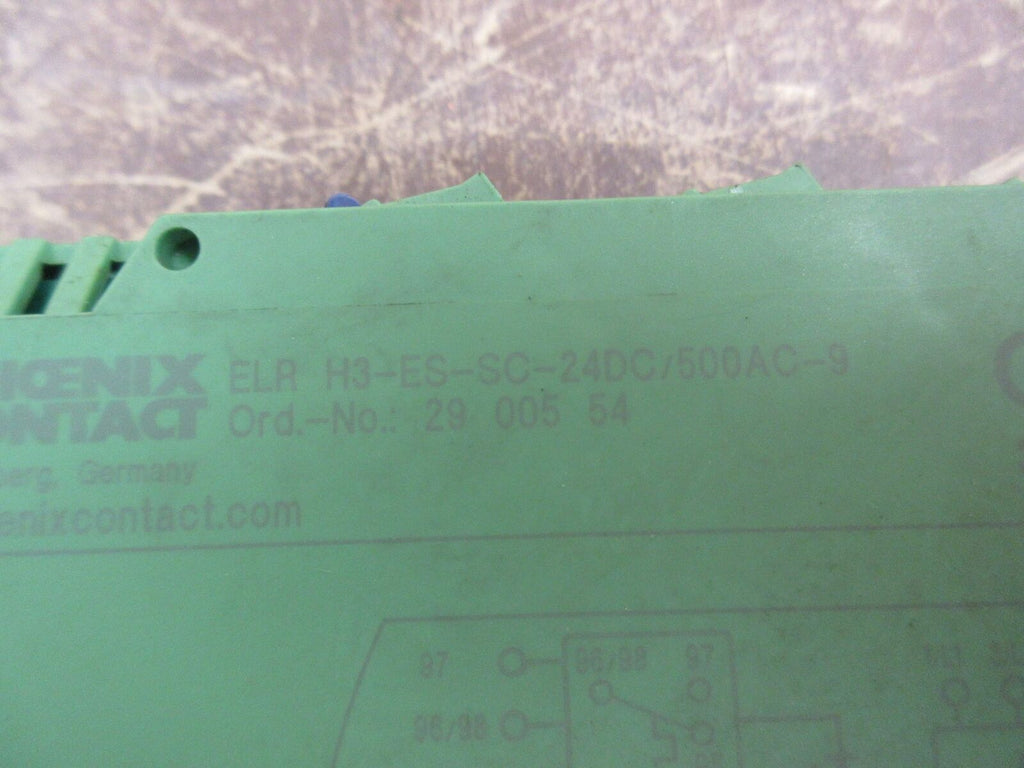 HOENIX ELR H3-ES-SC-24DC/500AC-9
ONTACT Ord.-No.: 29 005 54
berg, Germany
enixcontact.com
97 96/98 97
96/98